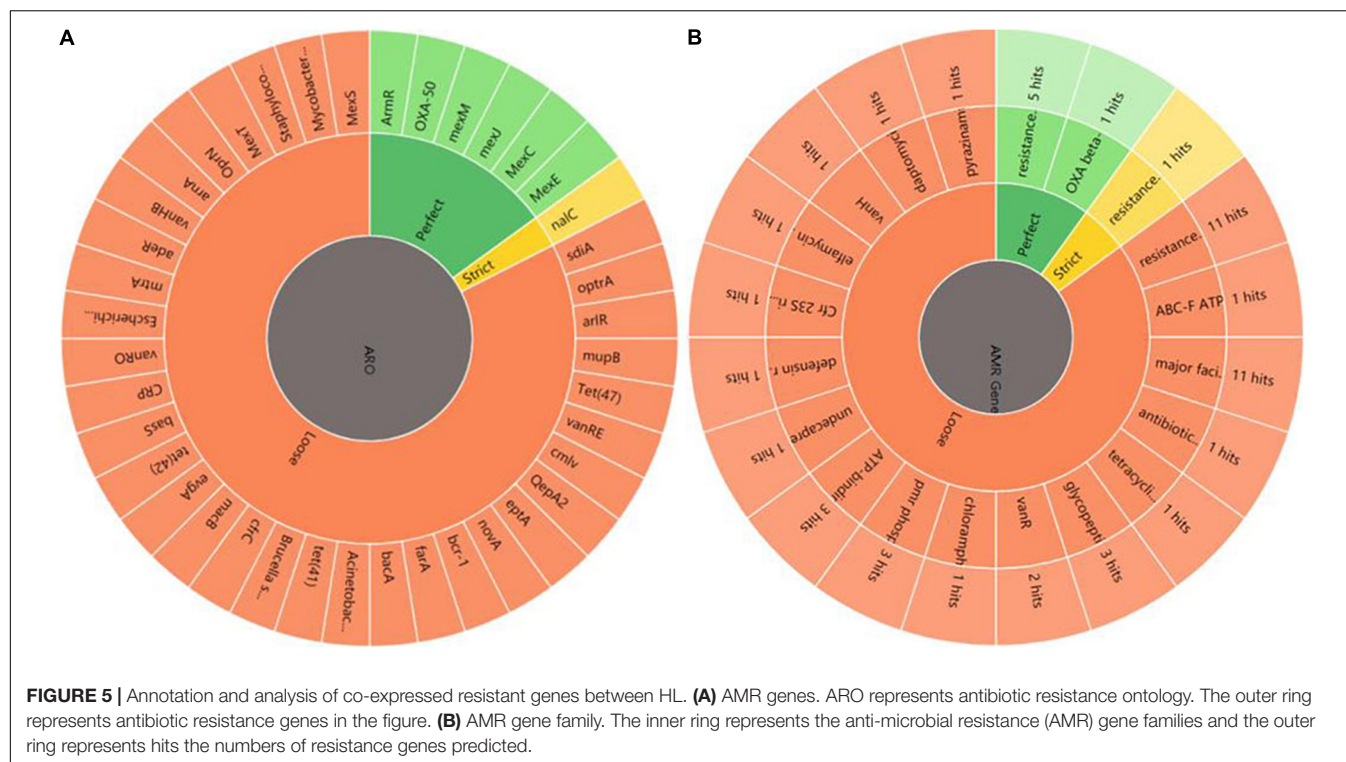 A
B
ArmR
OXA-50
mexM
mexJ
MexC
MexE
nalC
sdiA
optrA
arlR
mupB
Tet(47)
vanRE
cmlv
QepA2
eptA
novA
bcr-1
farA
bacA
Acinetobac...
tet(41)
Brucella s...
cfrC
macB
evgA
tet(42)
basS
CRP
vanRO
Escherichi...
mtrA
adeR
vanHB
arnA
OprN
MexT
Staphyloco...
Mycobacter...
MexS
Perfect
Strict
Loose
ARO
5 hits
1 hits
1 hits
11 hits
1 hits
11 hits
1 hits
1 hits
3 hits
2 hits
1 hits
3 hits
3 hits
1 hits
1 hits
1 hits
1 hits
1 hits
1 hits
1 hits
resistance.
OXA beta-
resistance.
resistance.
ABC-F ATP
major faci.
antibiotic..
tetracycli...
glycopepti
vanR
chloramph
pmr phosp
ATP-bindir
undecapre
defensin r.
Cfr 23S ri...
elfamycin .
vanH
daptomyci
pyrazinam
Perfect
Strict
Loose
AMR Gene
FIGURE 5 | Annotation and analysis of co-expressed resistant genes between HL. (A) AMR genes. ARO represents antibiotic resistance ontology. The outer ring
represents antibiotic resistance genes in the figure. (B) AMR gene family. The inner ring represents the anti-microbial resistance (AMR) gene families and the outer
ring represents hits the numbers of resistance genes predicted.